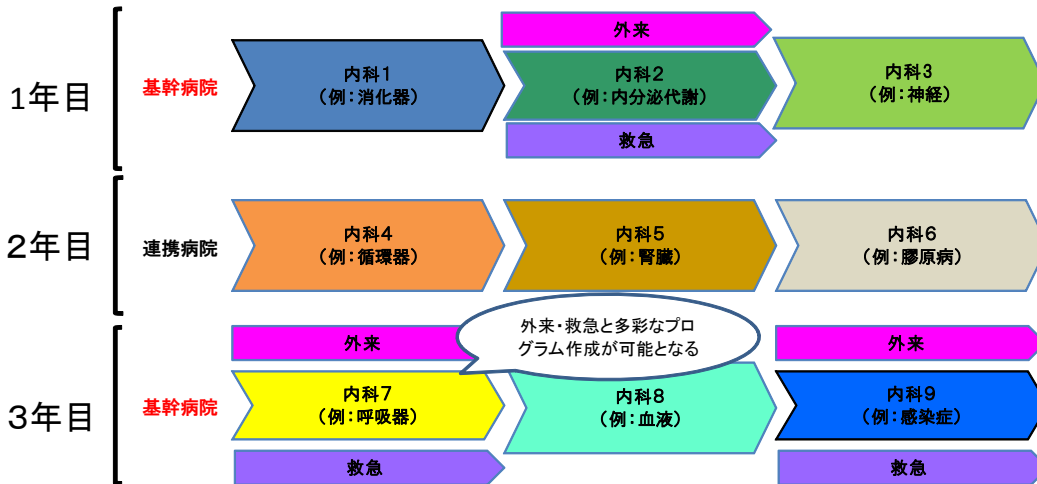 1年目
基幹病院
内科1
(例:消化器)
外来
内科2
(例:内分泌代謝)
救急
内科3
(例:神経)
2年目
連携病院
内科4
(例:循環器)
内科5
(例:腎臓)
内科6
(例:膠原病)
外来・救急と多彩なプロ
グラム作成が可能となる
3年目
基幹病院
外来
内科7
(例:呼吸器)
救急
内科8
(例:血液)
外来
内科9
(例:感染症)
救急